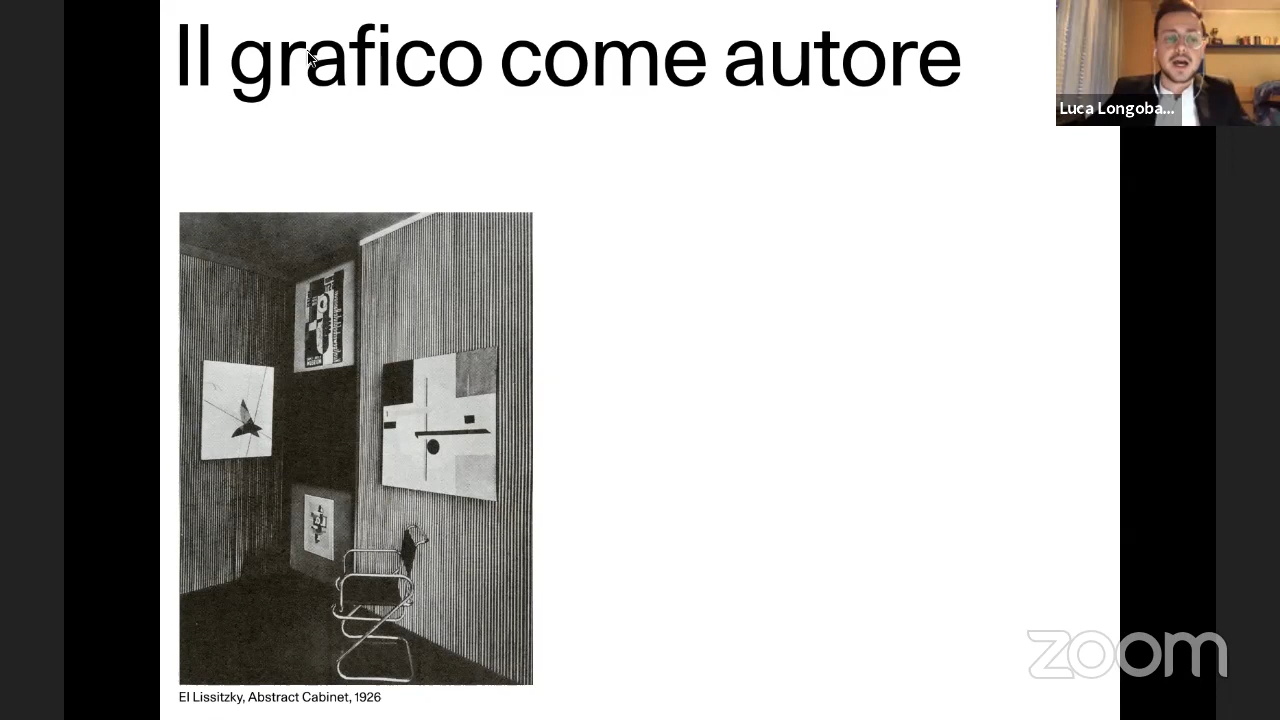 Il grafico come autore
Luca Longoba...
El Lissitzky, Abstract Cabinet, 1926
zoom